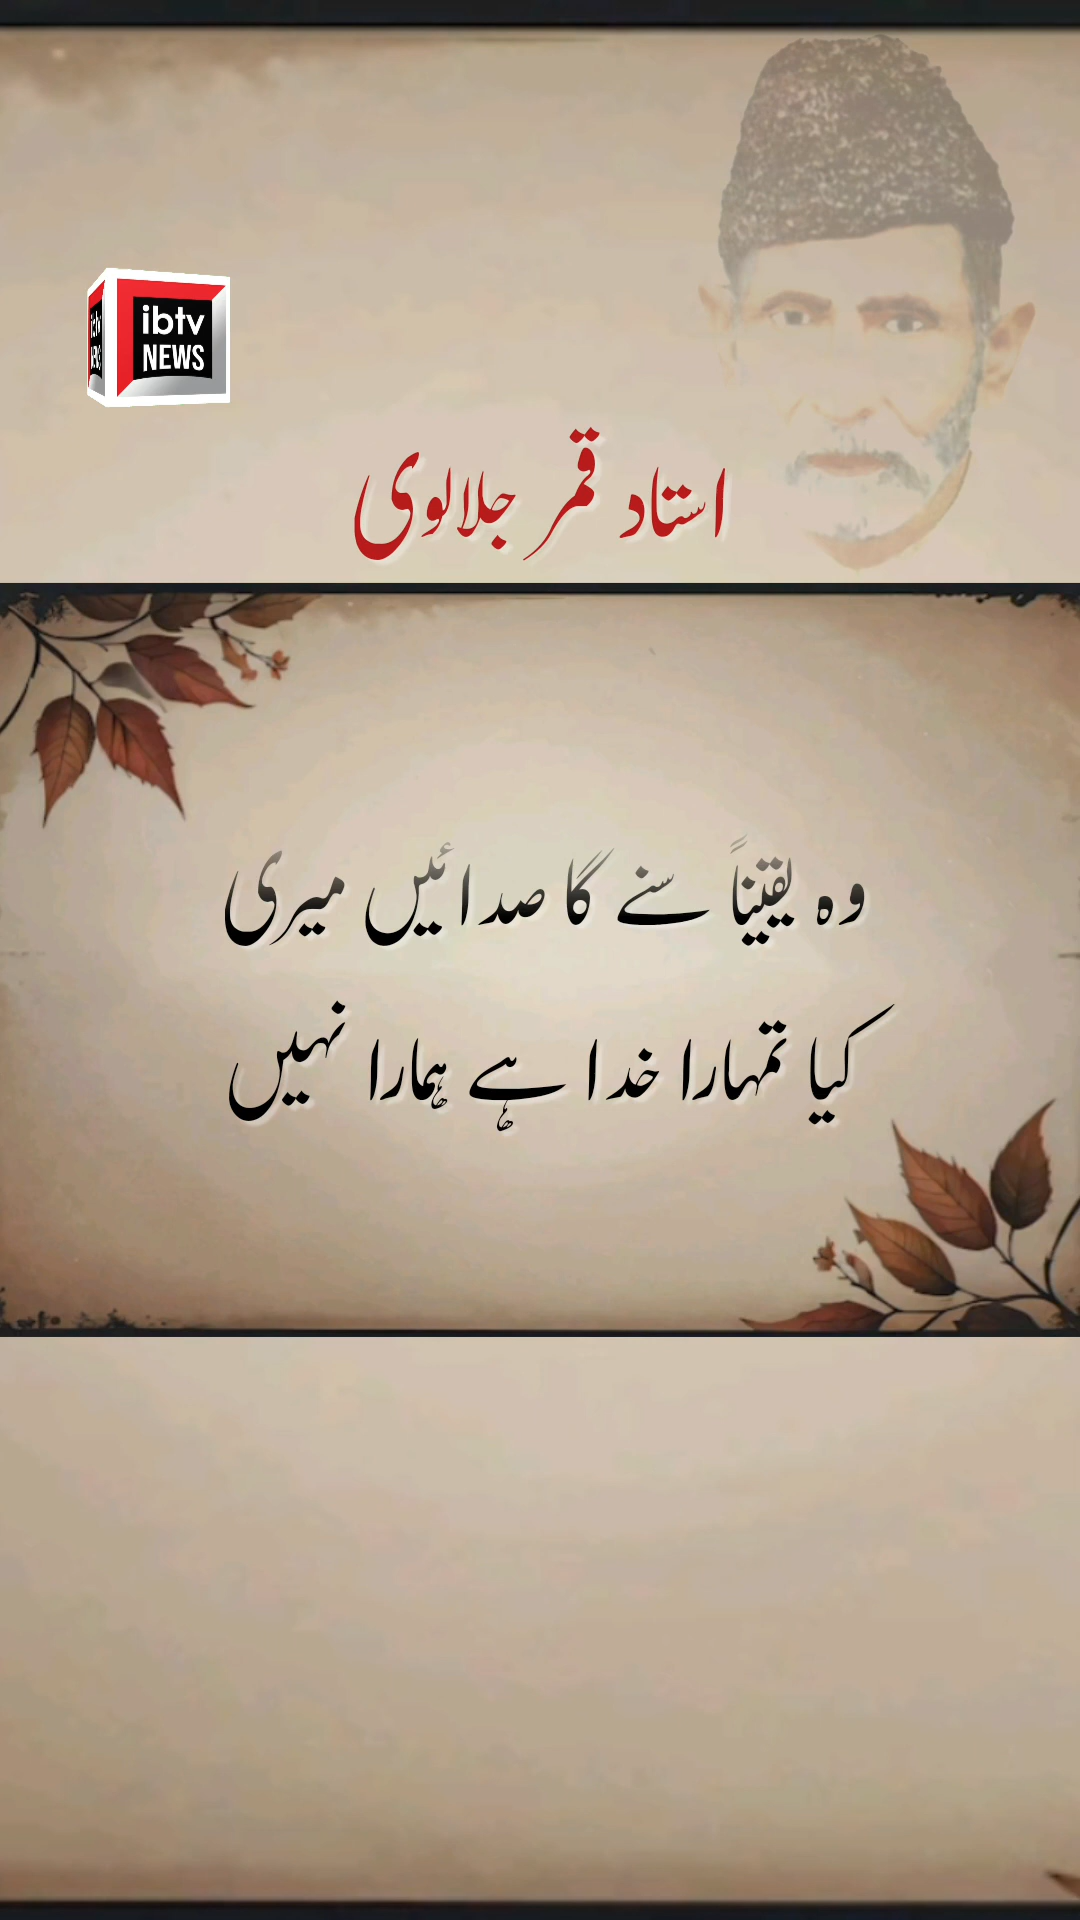 ibtv
NEWS
استاد قمر جلالوی
وہ یقیناً سنے گا صدائیں میری
کیا تمہارا خدا ہے ہمارا نہیں